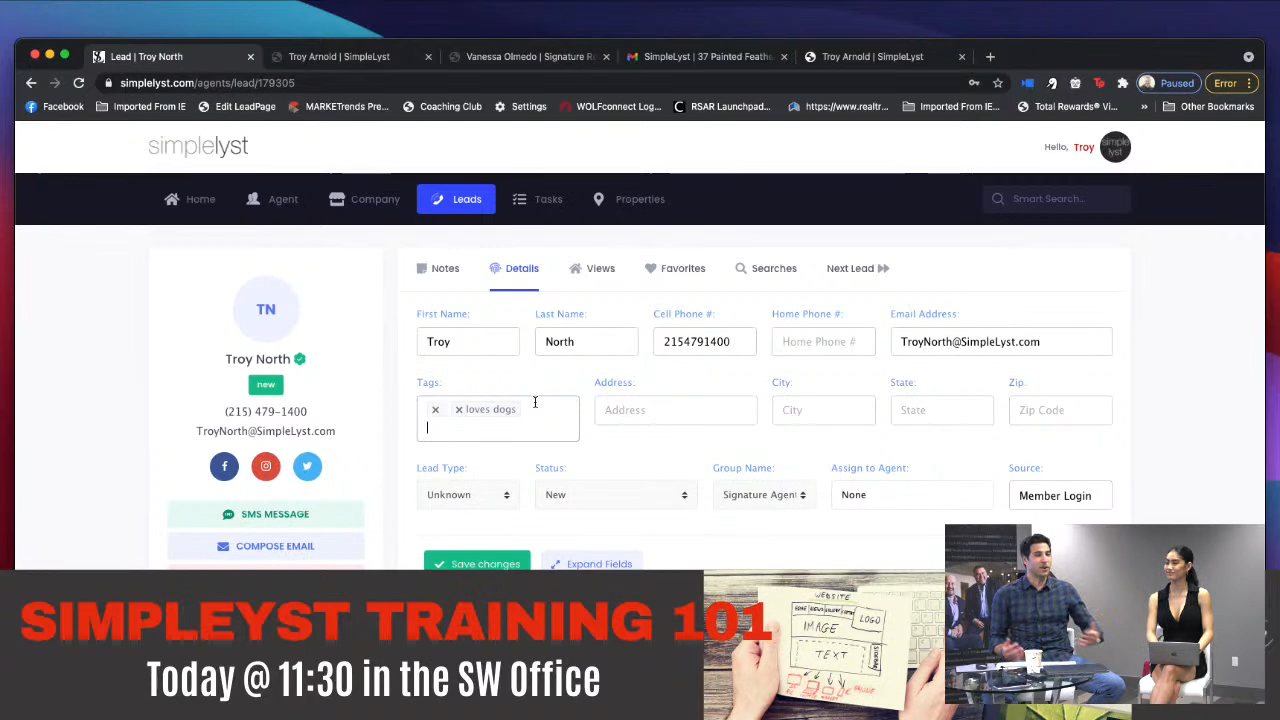 Lead | Troy North
Troy Arnold | SimpleLyst
Vanessa Olmedo | Signature R
SimpleLyst | 37 Painted Feath
Troy Arnold | SimpleLyst
simplelyst.com/agents/lead/179305
Paused
Error
Facebook
Imported From IE
Edit LeadPage
MARKETrends Pre...
Coaching Club
Settings
WOLFconnect Log...
RSAR Launchpad...
https://www.realtr...
Imported From IE...
Total Rewards® Vi...
Other Bookmarks
simplelyst
Hello, Troy
simple
lyst
Home
Agent
Company
Leads
Tasks
Properties
Smart Search...
TN
Troy North
new
(215) 479-1400
TroyNorth@SimpleLyst.com
SMS MESSAGE
COMPOSE EMAIL
Notes
Details
Views
Favorites
Searches
Next Lead
First Name:
Last Name:
Cell Phone #:
Home Phone #:
Email Address:
Troy
North
2154791400
Home Phone #
TroyNorth@SimpleLyst.com
Tags:
Address:
City:
State:
Zip:
loves dogs
Address
City
State
Zip Code
Lead Type:
Status:
Group Name:
Assign to Agent:
Source:
Unknown
New
Signature Agent
None
Member Login
Save changes
Expand Fields
SIMPLEYST TRAINING 101
Today @ 11:30 in the SW Office
WEBSITE
LOGO
IMAGE
TEXT